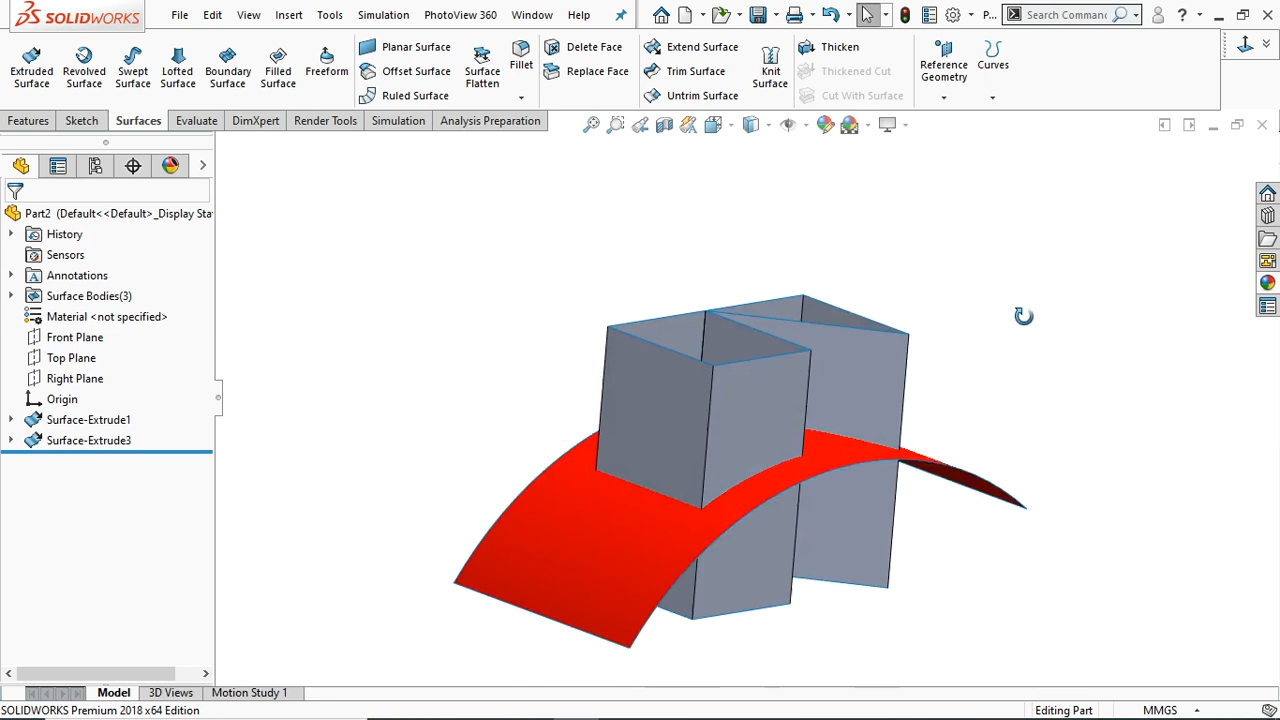 SOLIDWORKS File Edit View Insert Tools Simulation PhotoView 360 Window Help P... Search Commands
Extruded Surface
Revolved Surface
Swept Surface
Lofted Surface
Boundary Surface
Filled Surface
Freeform
Planar Surface
Offset Surface
Ruled Surface
Surface Flatten
Fillet
Delete Face
Replace Face
Extend Surface
Trim Surface
Untrim Surface
Knit Surface
Thicken
Thickened Cut
Cut With Surface
Reference Geometry
Curves
Features Sketch Surfaces Evaluate DimXpert Render Tools Simulation Analysis Preparation
Part2 (Default<<Default>_Display Sta
History
Sensors
Annotations
Surface Bodies(3)
Material <not specified>
Front Plane
Top Plane
Right Plane
Origin
Surface-Extrude1
Surface-Extrude3
Model 3D Views Motion Study 1
SOLIDWORKS Premium 2018 x64 Edition Editing Part MMGS